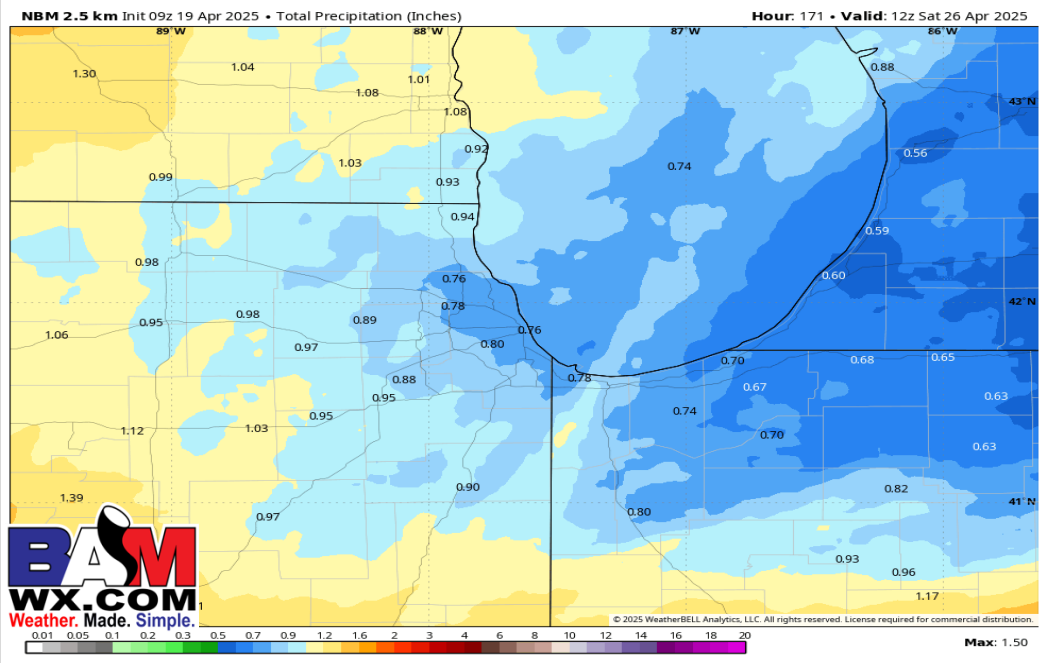 NBM 2.5 km Init 09z 19 Apr 2025 • Total Precipitation (Inches)
Hour: 171 • Valid: 12z Sat 26 Apr 2025
89°W 88°W 87°W 86°W
1.30 1.04 1.01 0.88
1.08
43°N
1.08
0.92 0.56
1.03 0.74
0.99 0.93
0.94
0.59
0.98
0.76 0.60
42°N
0.78
0.98 0.89
0.95 0.76
1.06
0.97 0.80
0.70 0.68 0.65
0.88 0.78
0.67
0.95 0.63
0.95 0.74
1.12 1.03 0.70
0.63
0.90 0.82
1.39 41°N
0.97 0.80
0.93
0.96
1.17
BAM
WX.COM
Weather. Made. Simple.
1
© 2025 WeatherBELL Analytics, LLC. All rights reserved. License required for commercial distribution.
0.01 0.05 0.1 0.2 0.3 0.5 0.7 0.9 1.2 1.6 2 3 4 6 8 10 12 14 16 18 20
Max: 1.50